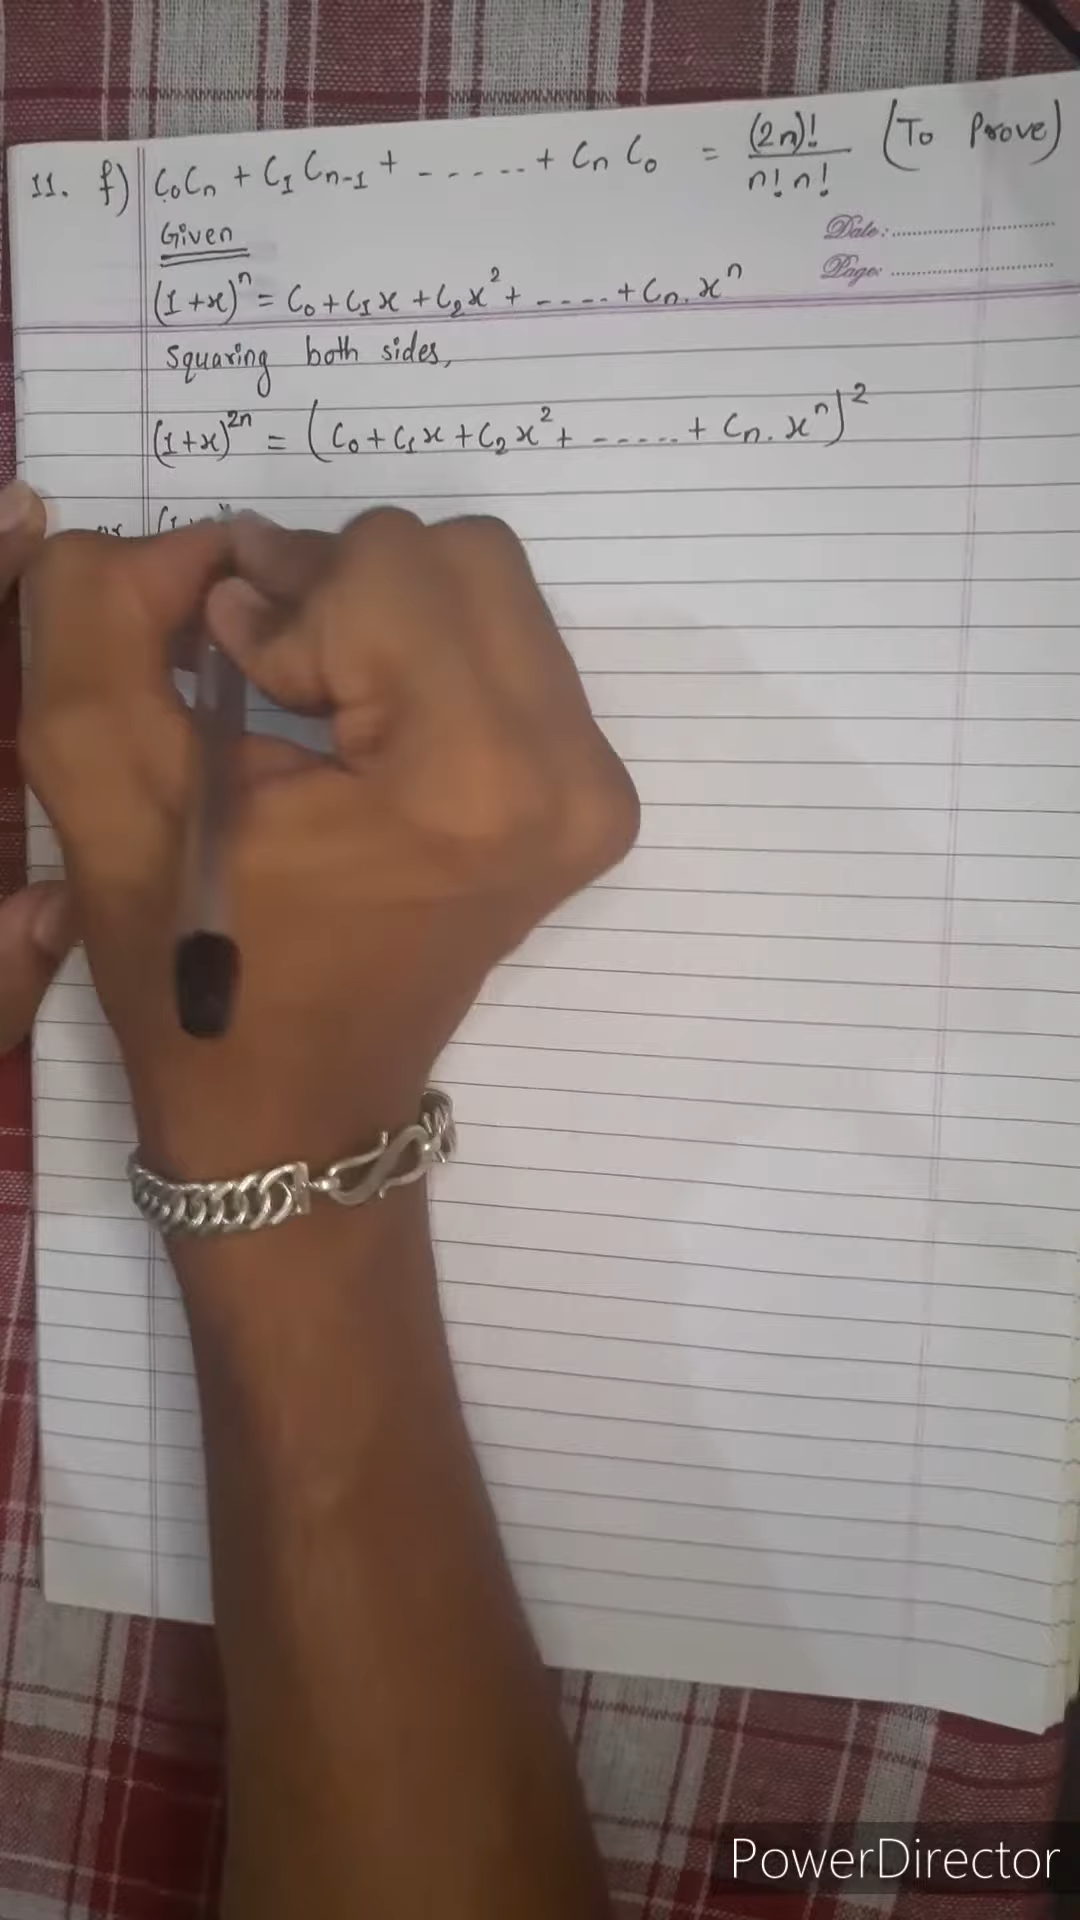 11. f) C₀Cₙ + C₁Cₙ₋₁ + ------ + CₙC₀ = (2n)!/n!n! (To Prove)
Given
Date:
Page:
(1+x)ⁿ = C₀ + C₁x + C₂x² + ----- + Cₙ.xⁿ
Squaring both sides,
(1+x)²ⁿ = (C₀ + C₁x + C₂x² + ------ + Cₙ.xⁿ)²
PowerDirector